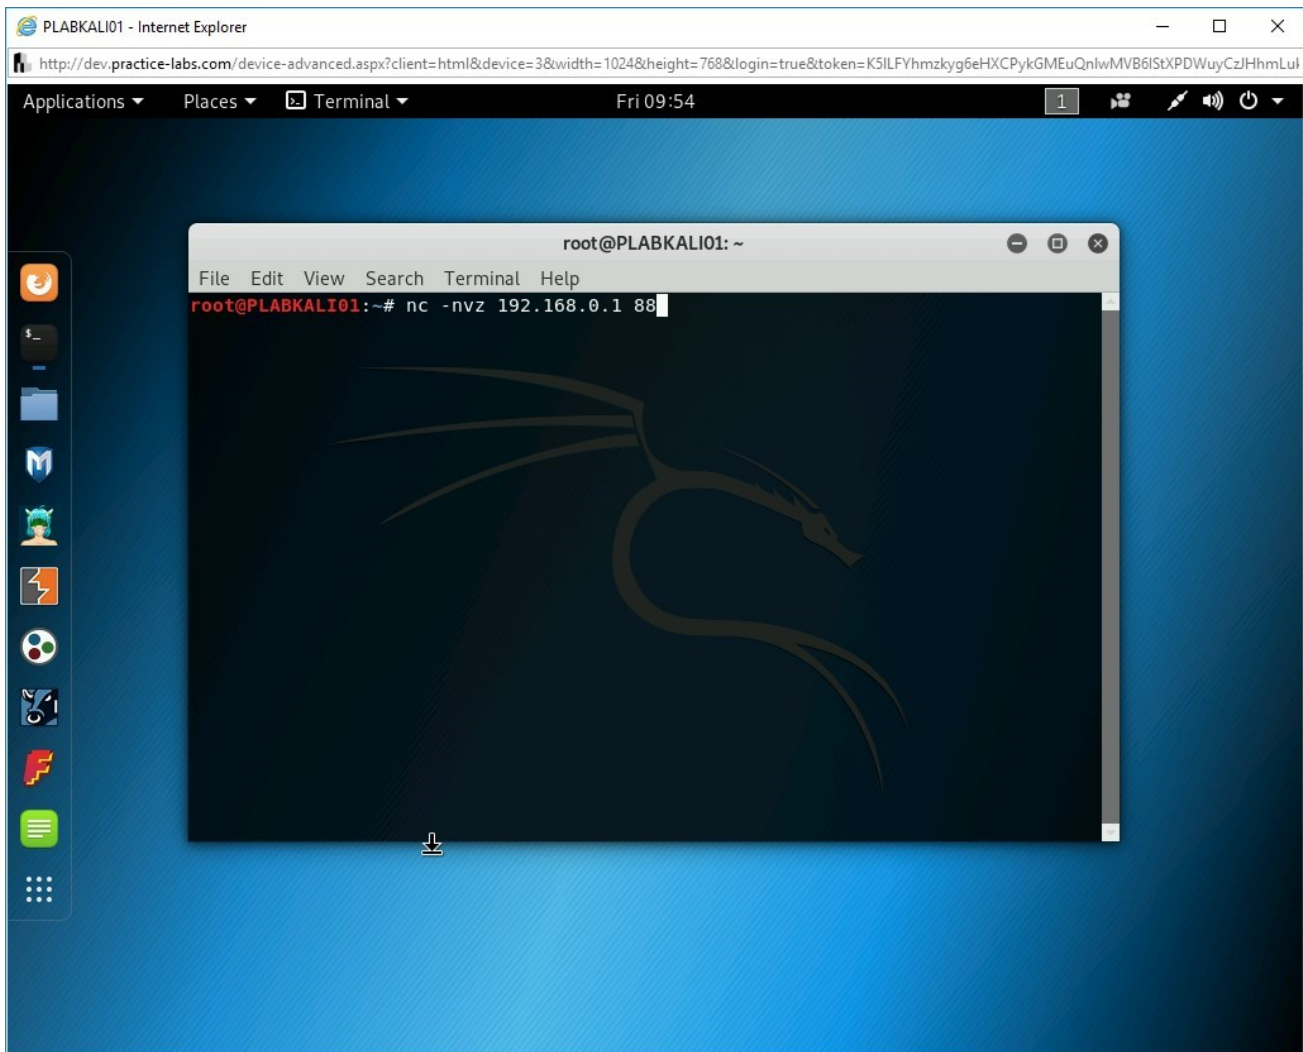 PLABKALI01 - Internet Explorer
http://dev.practice-labs.com/device-advanced.aspx?client=html&device=3&width=1024&height=768&login=true&token=K5ILFYhmzkyg6eHXCPykGMEuQnIwMVB6IStXPDWuyCzJHhmLuk
Applications Places Terminal Fri 09:54 1
root@PLABKALI01: ~
File Edit View Search Terminal Help
root@PLABKALI01:~# nc -nvz 192.168.0.1 88
$_